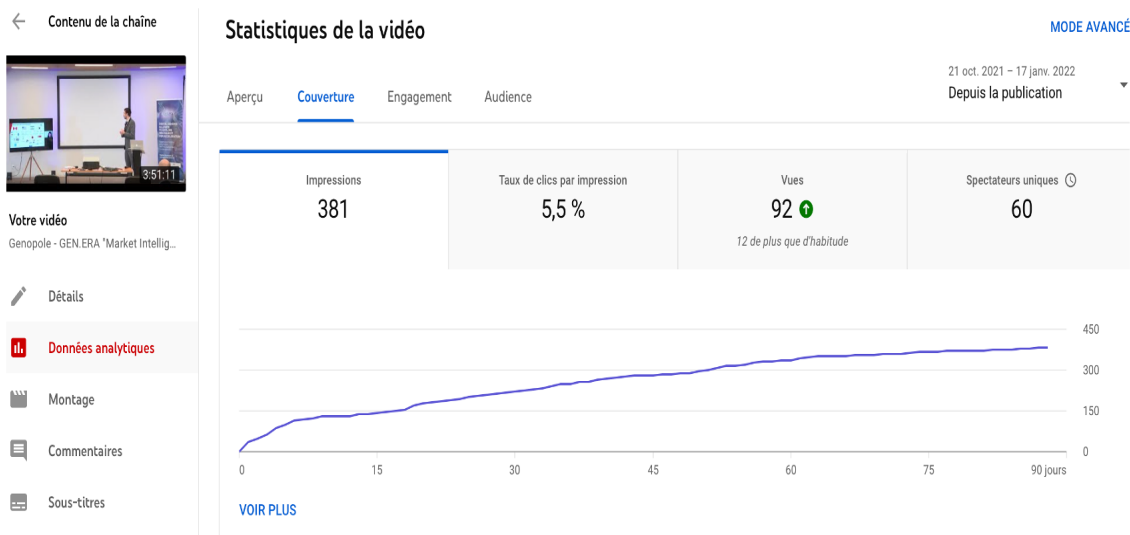 Contenu de la chaîne
3:51:11
Votre vidéo
Genopole - GEN.ERA "Market Intellig...
Détails
Données analytiques
Montage
Commentaires
Sous-titres
Statistiques de la vidéo
MODE AVANCÉ
21 oct. 2021 – 17 janv. 2022
Depuis la publication
Aperçu
Couverture
Engagement
Audience
Impressions
381
Taux de clics par impression
5,5 %
Vues
92
12 de plus que d'habitude
Spectateurs uniques
60
450
300
150
0
0 15 30 45 60 75 90 jours
VOIR PLUS